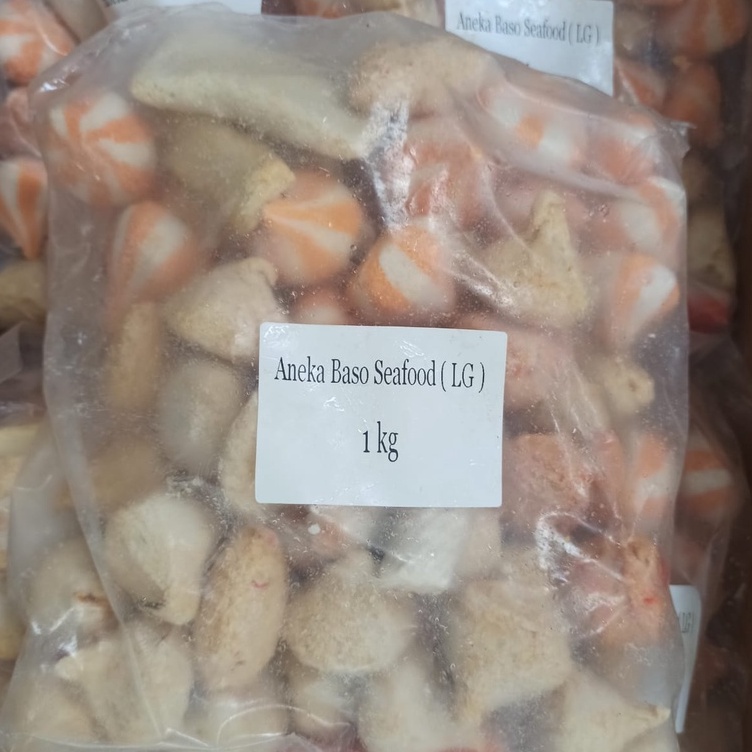 Aneka Baso Seafood ( LG )
Aneka Baso Seafood ( LG )
1 kg